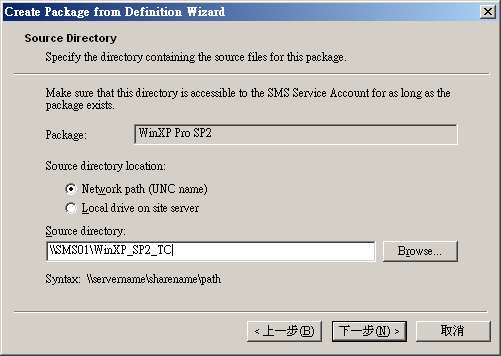 Create Package from Definition Wizard
Source Directory
Specify the directory containing the source files for this package.
Make sure that this directory is accessible to the SMS Service Account for as long as the
package exists.
Package: WinXP Pro SP2
Source directory location:
Network path (UNC name)
Local drive on site server
Source directory:
\\SMS01\WinXP_SP2_TC Browse...
Syntax: \\servername\sharename\path
< 上一步(B) 下一步(N) > 取消